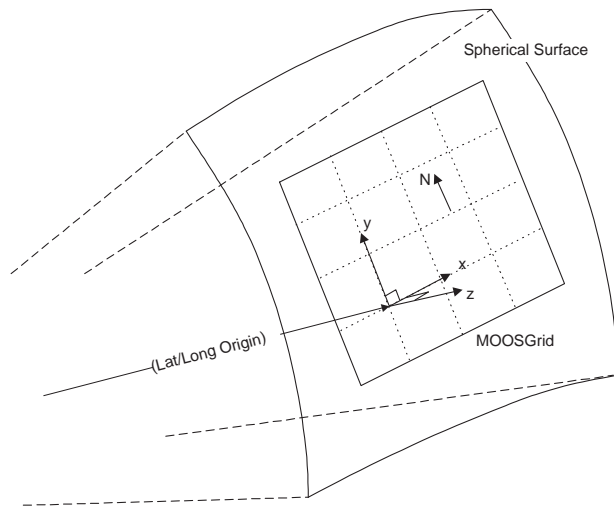 Spherical Surface
N
y
x
z
(Lat/Long Origin)
MOOSGrid